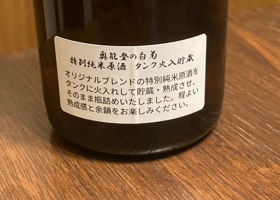 奥能登の白菊
特別純米原酒 タンク火入貯蔵
オリジナルブレンドの特別純米原酒を
タンクに火入れして貯蔵・熟成させ、
そのまま瓶詰めいたしました。程よい
熟成感と余韻をお楽しみください。